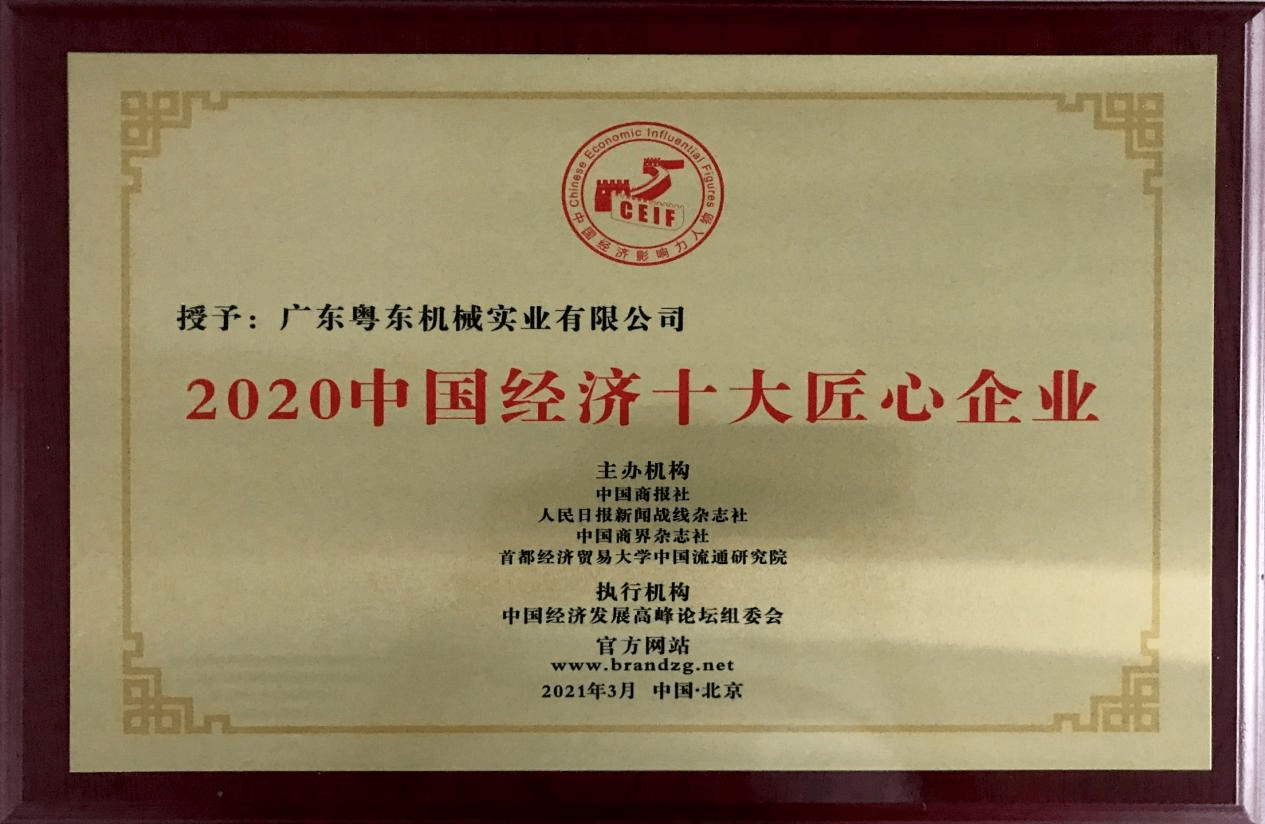 Chinese Economic Influential Figures
CEIF
中国经济影响力人物
授予：广东粤东机械实业有限公司
2020中国经济十大匠心企业
主办机构
中国商报社
人民日报新闻战线杂志社
中国商界杂志社
首都经济贸易大学中国流通研究院
执行机构
中国经济发展高峰论坛组委会
官方网站
www.brandzg.net
2021年3月 中国·北京